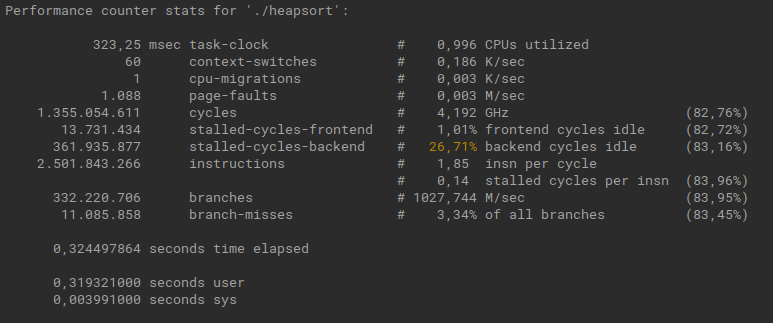 Performance counter stats for './heapsort':
323,25 msec task-clock # 0,996 CPUs utilized
60 context-switches # 0,186 K/sec
1 cpu-migrations # 0,003 K/sec
1.088 page-faults # 0,003 M/sec
1.355.054.611 cycles # 4,192 GHz (82,76%)
13.731.434 stalled-cycles-frontend # 1,01% frontend cycles idle (82,72%)
361.935.877 stalled-cycles-backend # 26,71% backend cycles idle (83,16%)
2.501.843.266 instructions # 1,85 insn per cycle
# 0,14 stalled cycles per insn (83,96%)
332.220.706 branches # 1027,744 M/sec (83,95%)
11.085.858 branch-misses # 3,34% of all branches (83,45%)
0,324497864 seconds time elapsed
0,319321000 seconds user
0,003991000 seconds sys